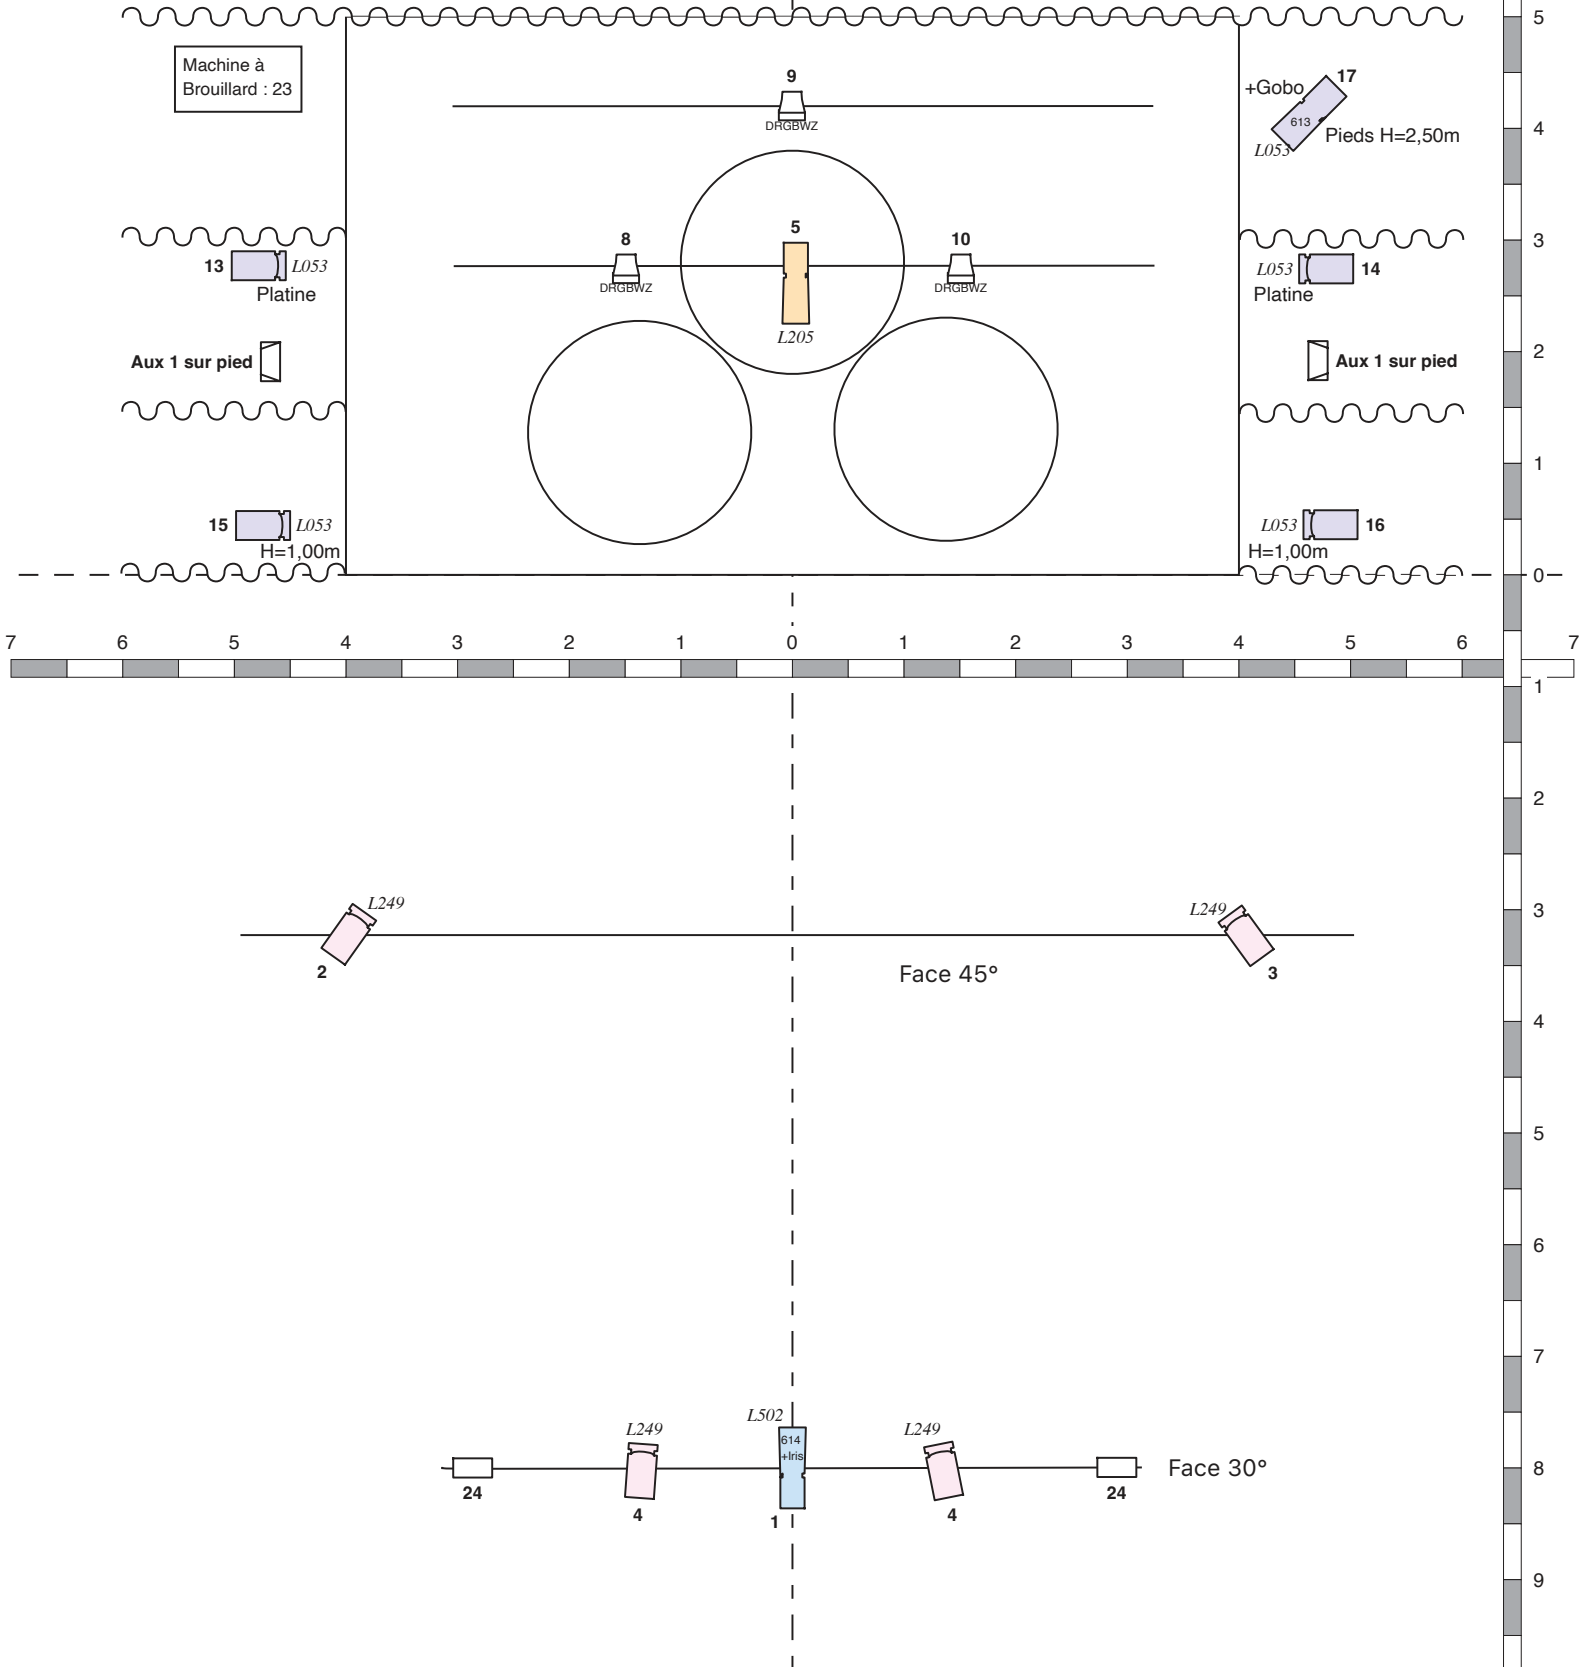 5
Machine à
Brouillard : 23
9
DRGBWZ
+Gobo
17
613
Pieds H=2,50m
L053
4
3
13
L053
Platine
8
DRGBWZ
5
L205
10
DRGBWZ
L053
14
Platine
Aux 1 sur pied
Aux 1 sur pied
2
1
15
L053
H=1,00m
L053
16
H=1,00m
0
7 6 5 4 3 2 1 0 1 2 3 4 5 6 7
1
2
L249
2
L249
3
3
Face 45°
4
5
6
7
L502
614
+Iris
1
L249
4
L249
4
24
24
Face 30°
8
9